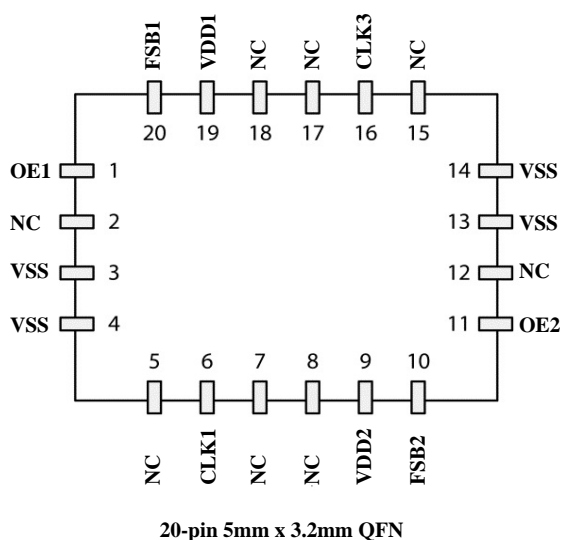 FSB1
VDD1
NC
NC
CLK3
NC
20 19 18 17 16 15
OE1 1
14 VSS
NC 2
13 VSS
VSS 3
12 NC
VSS 4
11 OE2
5 6 7 8 9 10
NC
CLK1
NC
NC
VDD2
FSB2
20-pin 5mm x 3.2mm QFN